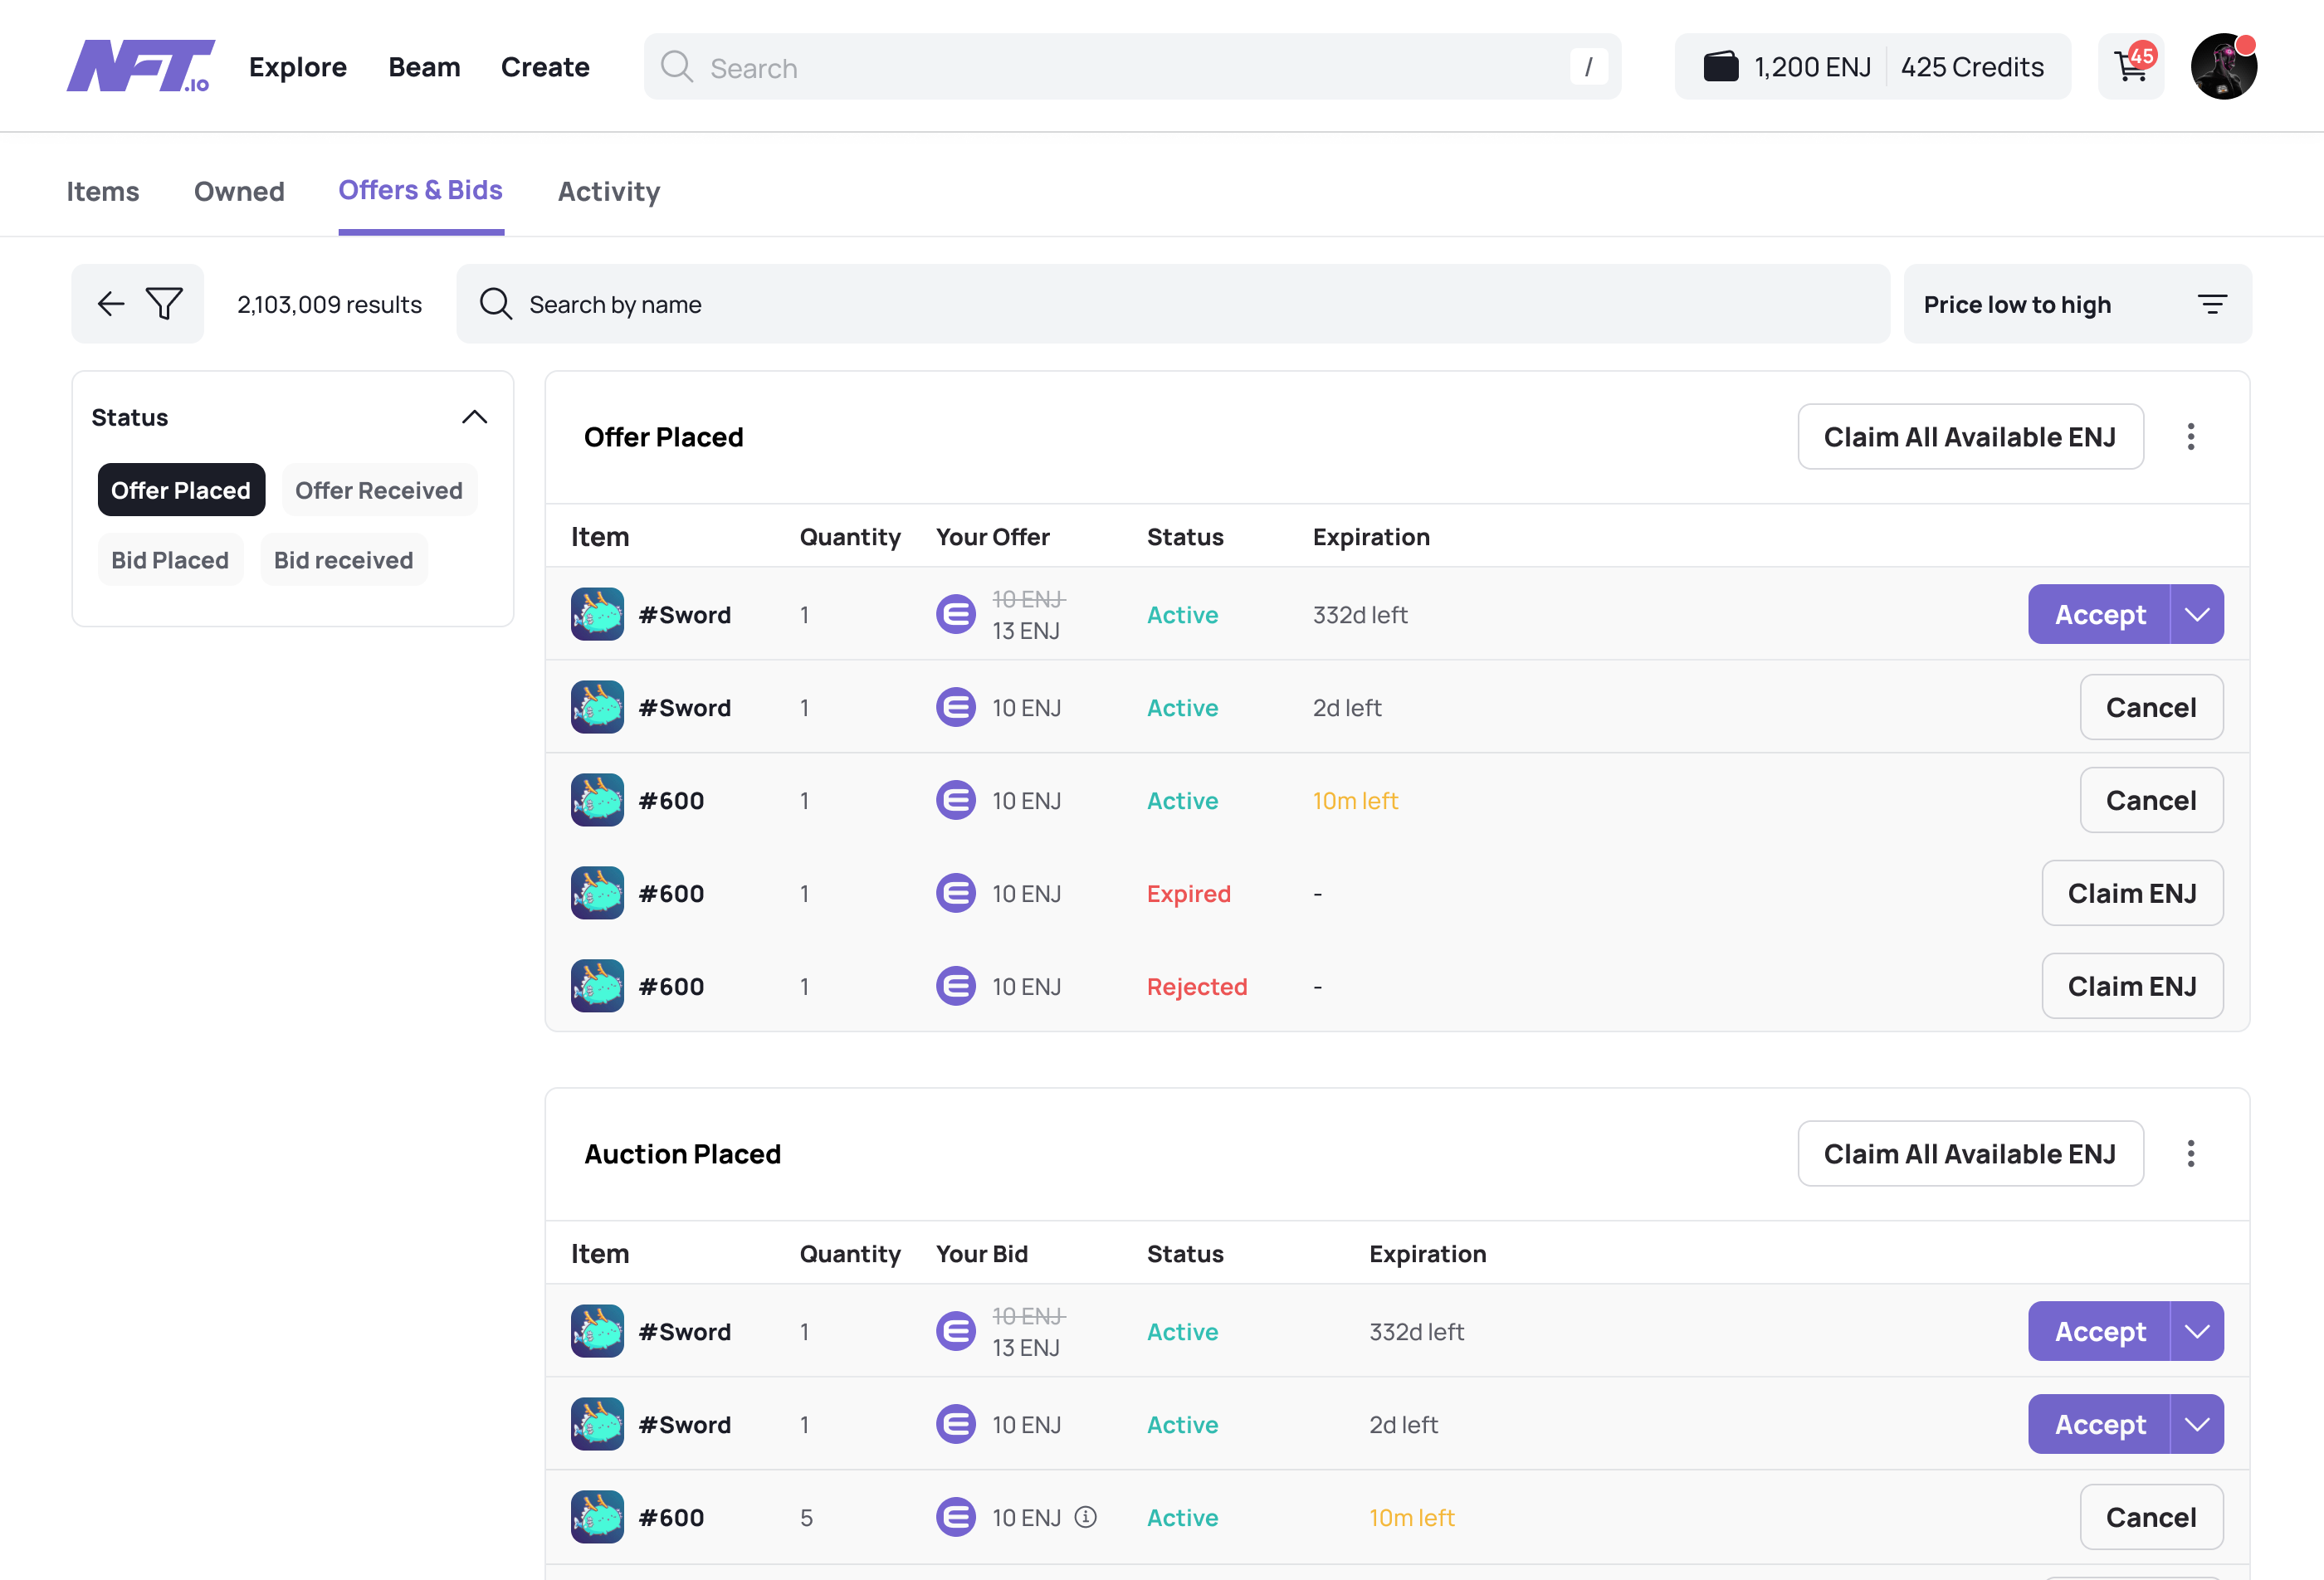 NFT.io Explore Beam Create Search / 1,200 ENJ 425 Credits 45
Items Owned Offers & Bids Activity
2,103,009 results Search by name Price low to high
Status
Offer Placed Offer Received
Bid Placed Bid received
Offer Placed Claim All Available ENJ
Item Quantity Your Offer Status Expiration
#Sword 1 10 ENJ 13 ENJ Active 332d left Accept
#Sword 1 10 ENJ Active 2d left Cancel
#600 1 10 ENJ Active 10m left Cancel
#600 1 10 ENJ Expired - Claim ENJ
#600 1 10 ENJ Rejected - Claim ENJ
Auction Placed Claim All Available ENJ
Item Quantity Your Bid Status Expiration
#Sword 1 10 ENJ 13 ENJ Active 332d left Accept
#Sword 1 10 ENJ Active 2d left Accept
#600 5 10 ENJ Active 10m left Cancel